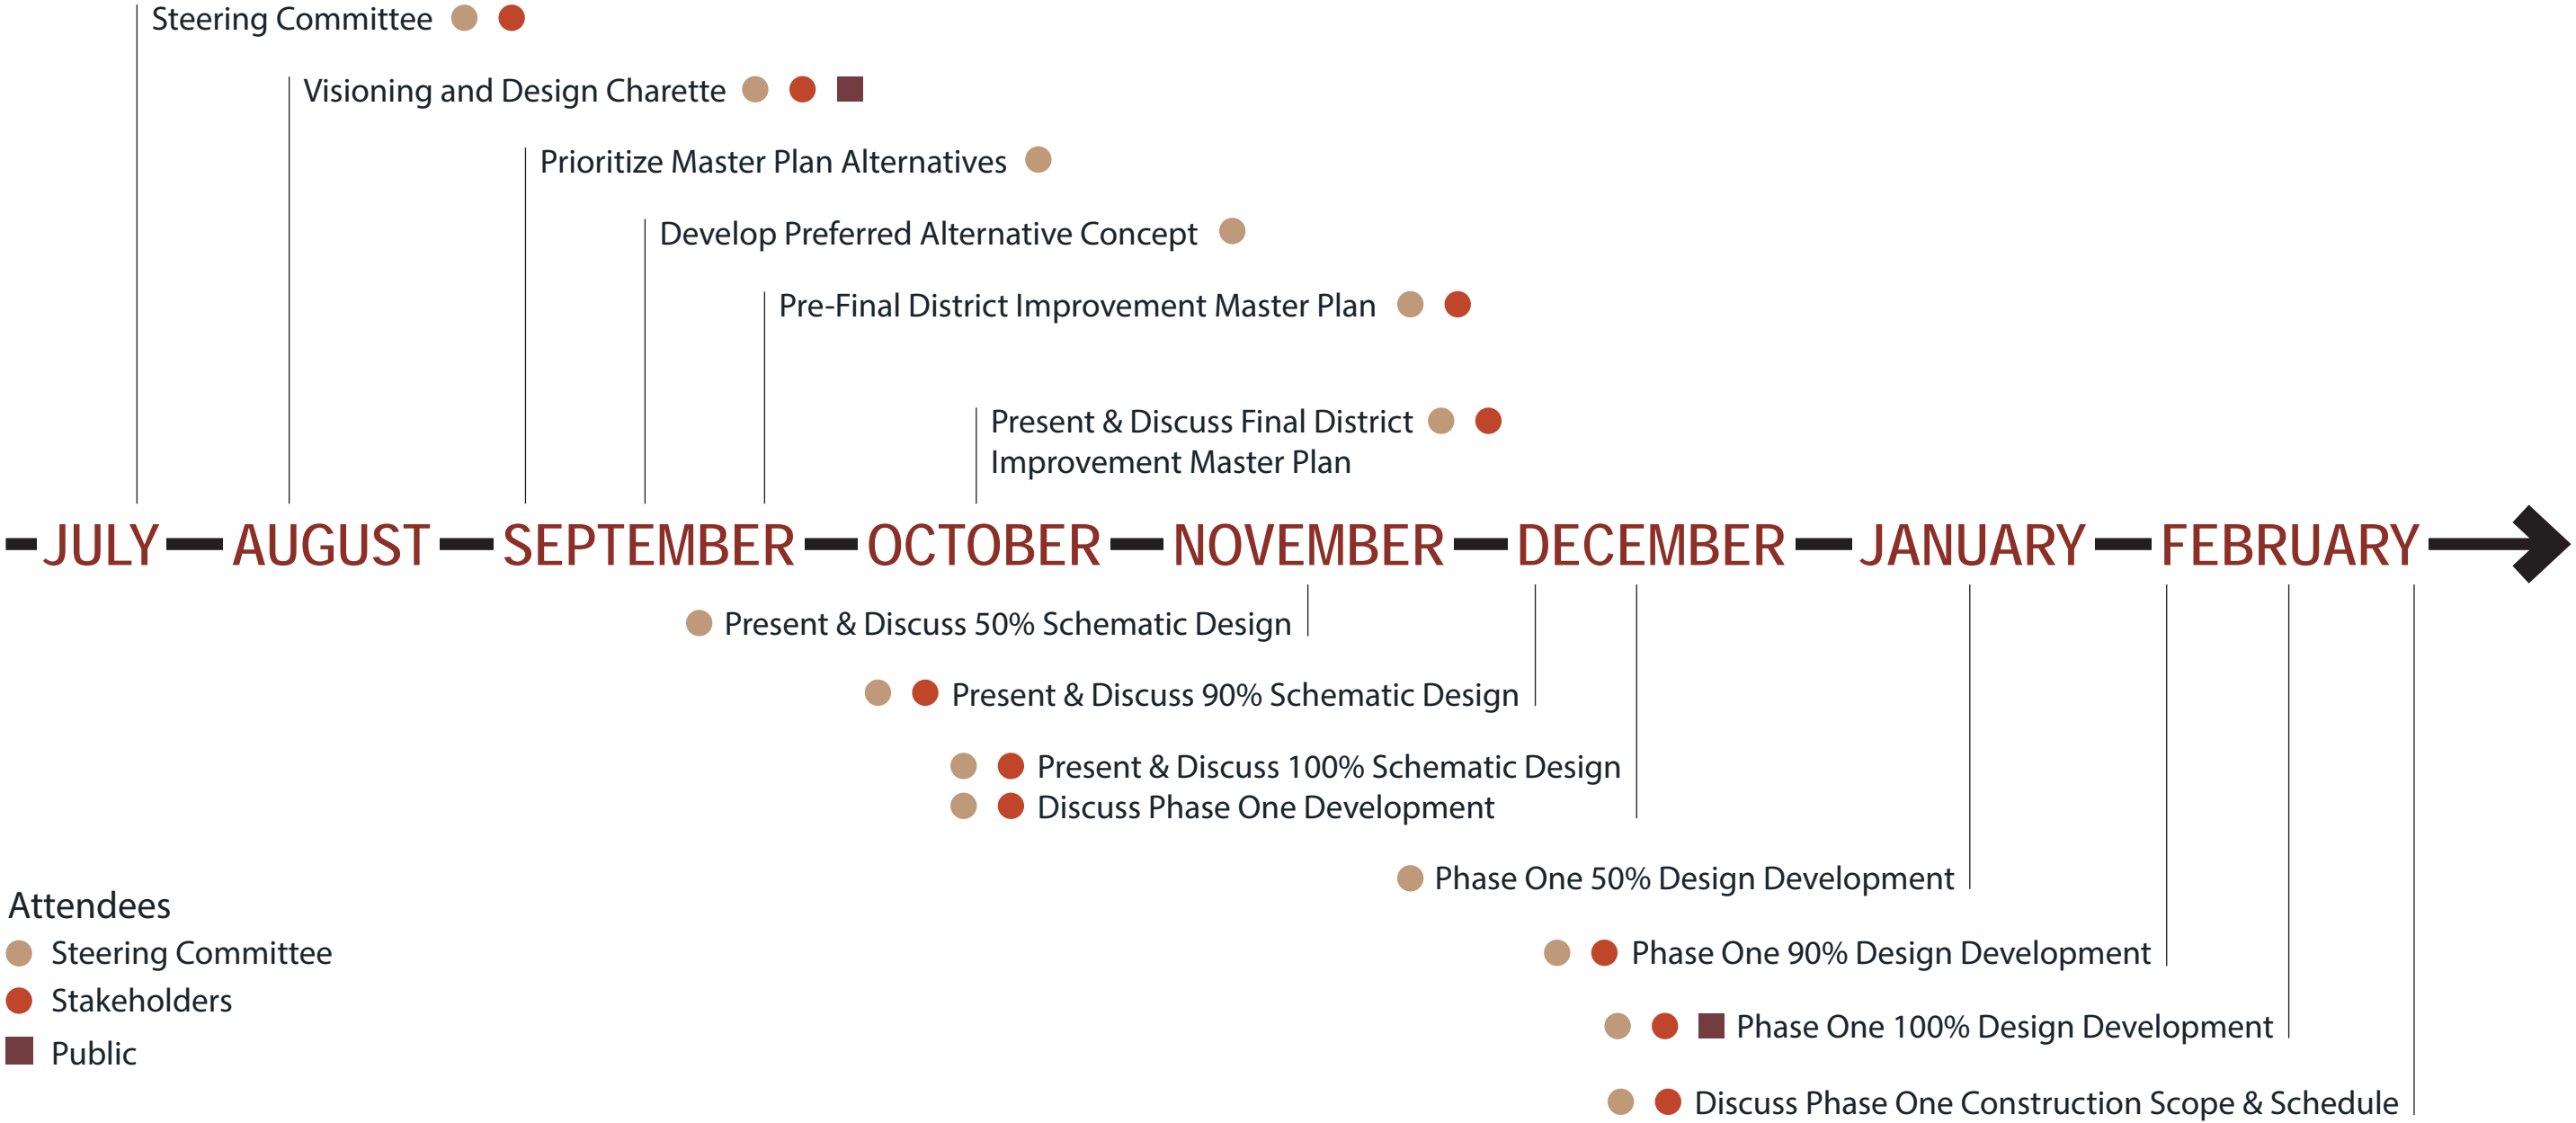 Steering Committee
Visioning and Design Charette
Prioritize Master Plan Alternatives
Develop Preferred Alternative Concept
Pre-Final District Improvement Master Plan
Present & Discuss Final District
Improvement Master Plan
JULY AUGUST SEPTEMBER OCTOBER NOVEMBER DECEMBER JANUARY FEBRUARY
Present & Discuss 50% Schematic Design
Present & Discuss 90% Schematic Design
Present & Discuss 100% Schematic Design
Discuss Phase One Development
Phase One 50% Design Development
Phase One 90% Design Development
Phase One 100% Design Development
Discuss Phase One Construction Scope & Schedule
Attendees
Steering Committee
Stakeholders
Public